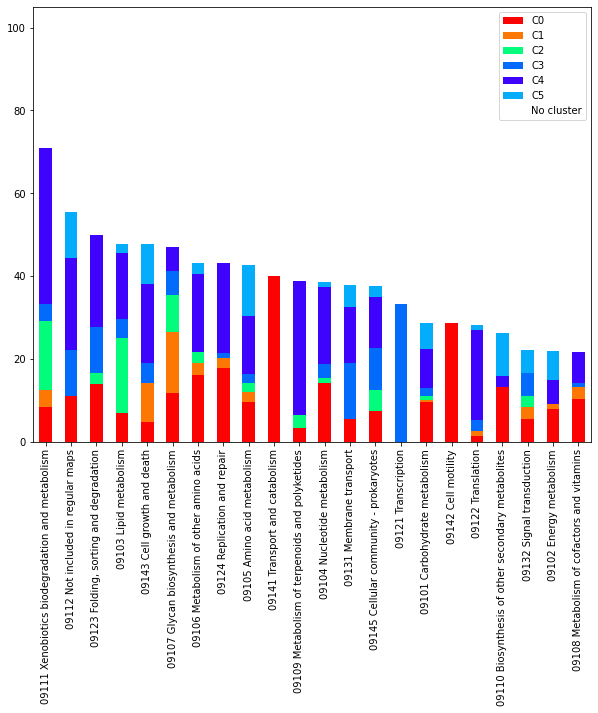 C0
C1
C2
C3
C4
C5
No cluster
100
80
60
40
20
0
09111 Xenobiotics biodegradation and metabolism
09112 Not included in regular maps
09123 Folding, sorting and degradation
09103 Lipid metabolism
09143 Cell growth and death
09107 Glycan biosynthesis and metabolism
09106 Metabolism of other amino acids
09124 Replication and repair
09105 Amino acid metabolism
09141 Transport and catabolism
09109 Metabolism of terpenoids and polyketides
09104 Nucleotide metabolism
09131 Membrane transport
09145 Cellular community - prokaryotes
09121 Transcription
09101 Carbohydrate metabolism
09142 Cell motility
09122 Translation
09110 Biosynthesis of other secondary metabolites
09132 Signal transduction
09102 Energy metabolism
09108 Metabolism of cofactors and vitamins